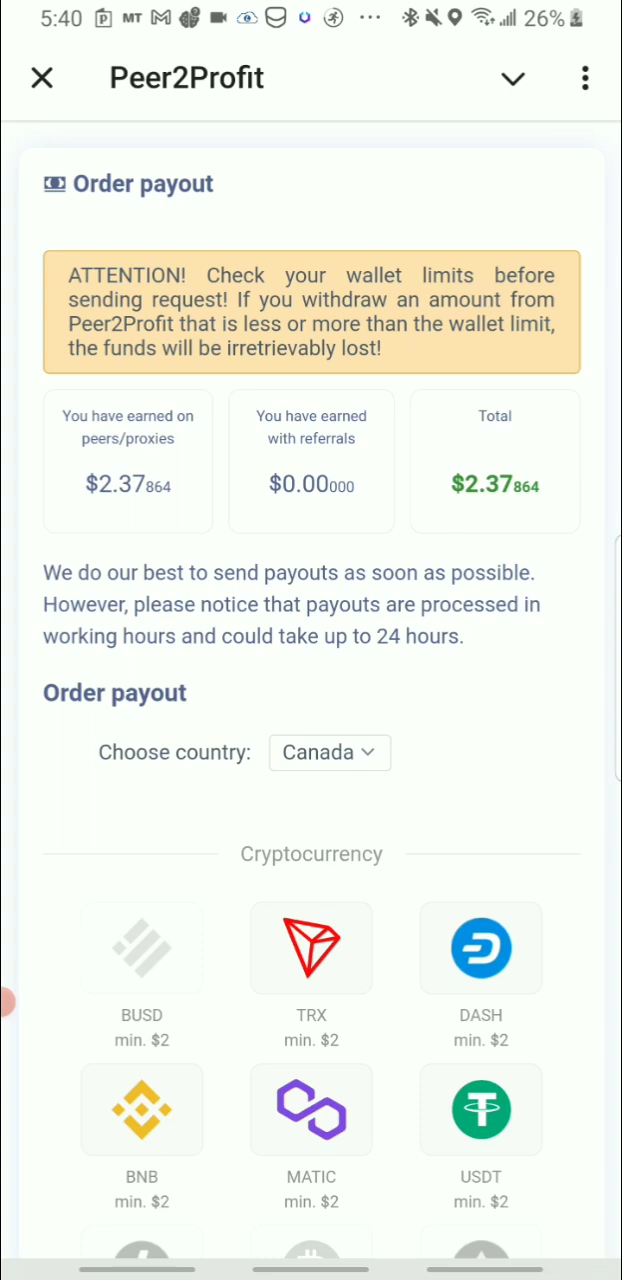 5:40 P MT 26%
Peer2Profit
Order payout
ATTENTION! Check your wallet limits before
sending request! If you withdraw an amount from
Peer2Profit that is less or more than the wallet limit,
the funds will be irretrievably lost!
You have earned on
peers/proxies
$2.37864
You have earned
with referrals
$0.00000
Total
$2.37864
We do our best to send payouts as soon as possible.
However, please notice that payouts are processed in
working hours and could take up to 24 hours.
Order payout
Choose country: Canada
Cryptocurrency
BUSD
min. $2
TRX
min. $2
DASH
min. $2
BNB
min. $2
MATIC
min. $2
USDT
min. $2